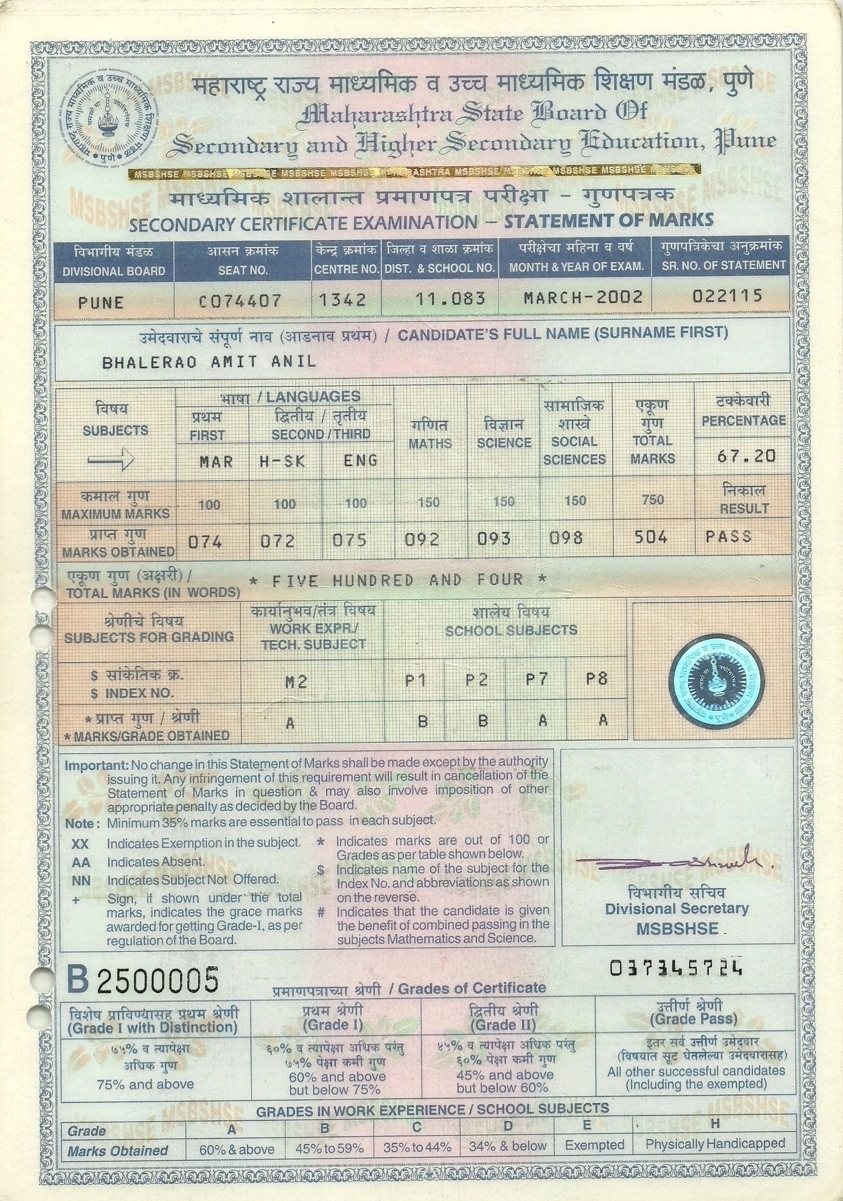 महाराष्ट्र राज्य माध्यमिक व उच्च माध्यमिक शिक्षण मंडळ, पुणे
Maharashtra State Board Of
Secondary and Higher Secondary Education, Pune
MSBSHSE MSBSHSE MSBSHSE MSBSHSE MAHARASHTRA MSBSHSE MSBSHSE MSBSHSE MSBSHSE
माध्यमिक शालान्त प्रमाणपत्र परीक्षा - गुणपत्रक
SECONDARY CERTIFICATE EXAMINATION – STATEMENT OF MARKS
विभागीय मंडळ आसन क्रमांक केन्द्र क्रमांक जिल्हा व शाळा क्रमांक परीक्षेचा महिना व वर्ष गुणपत्रिकेचा अनुक्रमांक
DIVISIONAL BOARD SEAT NO. CENTRE NO. DIST. & SCHOOL NO. MONTH & YEAR OF EXAM. SR. NO. OF STATEMENT
PUNE C074407 1342 11.083 MARCH-2002 022115
उमेदवाराचे संपूर्ण नाव (आडनाव प्रथम) / CANDIDATE'S FULL NAME (SURNAME FIRST)
BHALERAO AMIT ANIL
विषय
SUBJECTS
भाषा / LANGUAGES
प्रथम
FIRST
द्वितीय / तृतीय
SECOND / THIRD
MAR H-SK ENG
गणित
MATHS
विज्ञान
SCIENCE
सामाजिक
शास्त्रे
SOCIAL
SCIENCES
एकूण
गुण
TOTAL
MARKS
टक्केवारी
PERCENTAGE
67.20
कमाल गुण
MAXIMUM MARKS
100 100 100 150 150 150 750
निकाल
RESULT
प्राप्त गुण
MARKS OBTAINED
074 072 075 092 093 098 504 PASS
एकूण गुण (अक्षरी) /
TOTAL MARKS (IN WORDS)
* FIVE HUNDRED AND FOUR *
श्रेणीचे विषय
SUBJECTS FOR GRADING
कार्यानुभव/तंत्र विषय
WORK EXPR./
TECH. SUBJECT
शालेय विषय
SCHOOL SUBJECTS
$ सांकेतिक क्र.
$ INDEX NO.
M2 P1 P2 P7 P8
* प्राप्त गुण / श्रेणी
* MARKS/GRADE OBTAINED
A B B A A
Important: No change in this Statement of Marks shall be made except by the authority
issuing it. Any infringement of this requirement will result in cancellation of the
Statement of Marks in question & may also involve imposition of other
appropriate penalty as decided by the Board.
Note : Minimum 35% marks are essential to pass in each subject.
XX Indicates Exemption in the subject.
AA Indicates Absent.
NN Indicates Subject Not Offered.
+ Sign, if shown under the total
marks, indicates the grace marks
awarded for getting Grade-I, as per
regulation of the Board.
* Indicates marks are out of 100 or
Grades as per table shown below.
$ Indicates name of the subject for the
Index No. and abbreviations as shown
on the reverse.
# Indicates that the candidate is given
the benefit of combined passing in the
subjects Mathematics and Science.
विभागीय सचिव
Divisional Secretary
MSBSHSE
B 2500005
037345724
प्रमाणपत्राच्या श्रेणी / Grades of Certificate
विशेष प्राविण्यासह प्रथम श्रेणी
(Grade I with Distinction)
७५% व त्यापेक्षा
अधिक गुण
75% and above
प्रथम श्रेणी
(Grade I)
६०% व त्यापेक्षा अधिक परंतु
७५% पेक्षा कमी गुण
60% and above
but below 75%
द्वितीय श्रेणी
(Grade II)
४५% व त्यापेक्षा अधिक परंतु
६०% पेक्षा कमी गुण
45% and above
but below 60%
उत्तीर्ण श्रेणी
(Grade Pass)
इतर सर्व उत्तीर्ण उमेदवार
(विषयात सूट घेतलेल्या उमेदवारासह)
All other successful candidates
(Including the exempted)
GRADES IN WORK EXPERIENCE / SCHOOL SUBJECTS
Grade A B C D E H
Marks Obtained 60% & above 45% to 59% 35% to 44% 34% & below Exempted Physically Handicapped